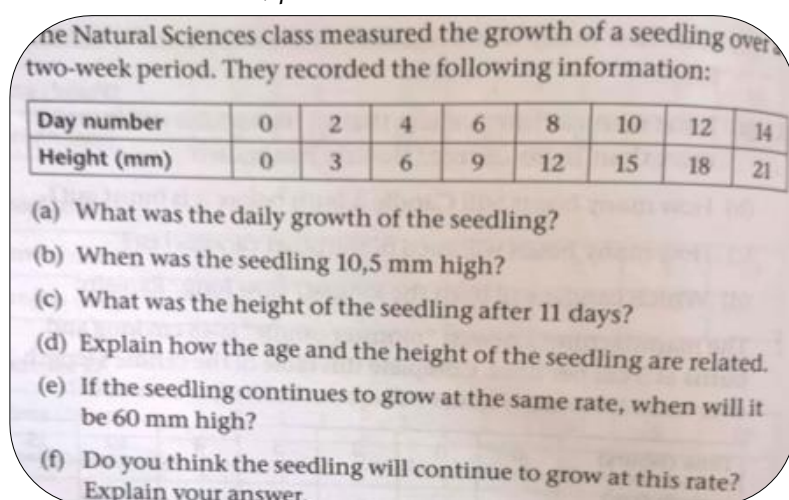 he Natural Sciences class measured the growth of a seedling over
two-week period. They recorded the following information:
Day number 0 2 4 6 8 10 12 14
Height (mm) 0 3 6 9 12 15 18 21
(a) What was the daily growth of the seedling?
(b) When was the seedling 10,5 mm high?
(c) What was the height of the seedling after 11 days?
(d) Explain how the age and the height of the seedling are related.
(e) If the seedling continues to grow at the same rate, when will it
be 60 mm high?
(f) Do you think the seedling will continue to grow at this rate?
Explain your answer.